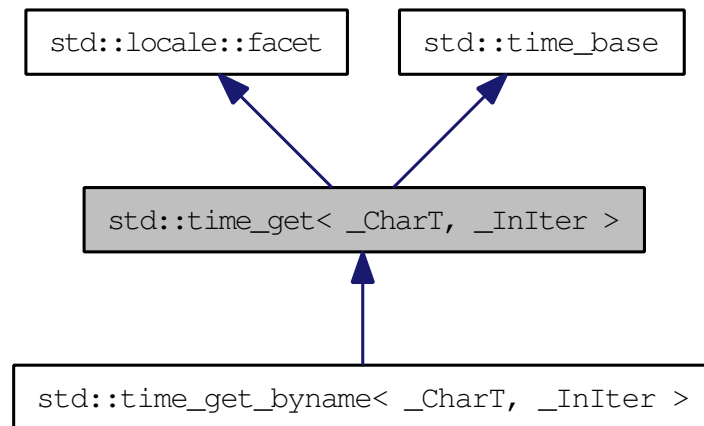 std::locale::facet
std::time_base
std::time_get< _CharT, _InIter >
std::time_get_byname< _CharT, _InIter >